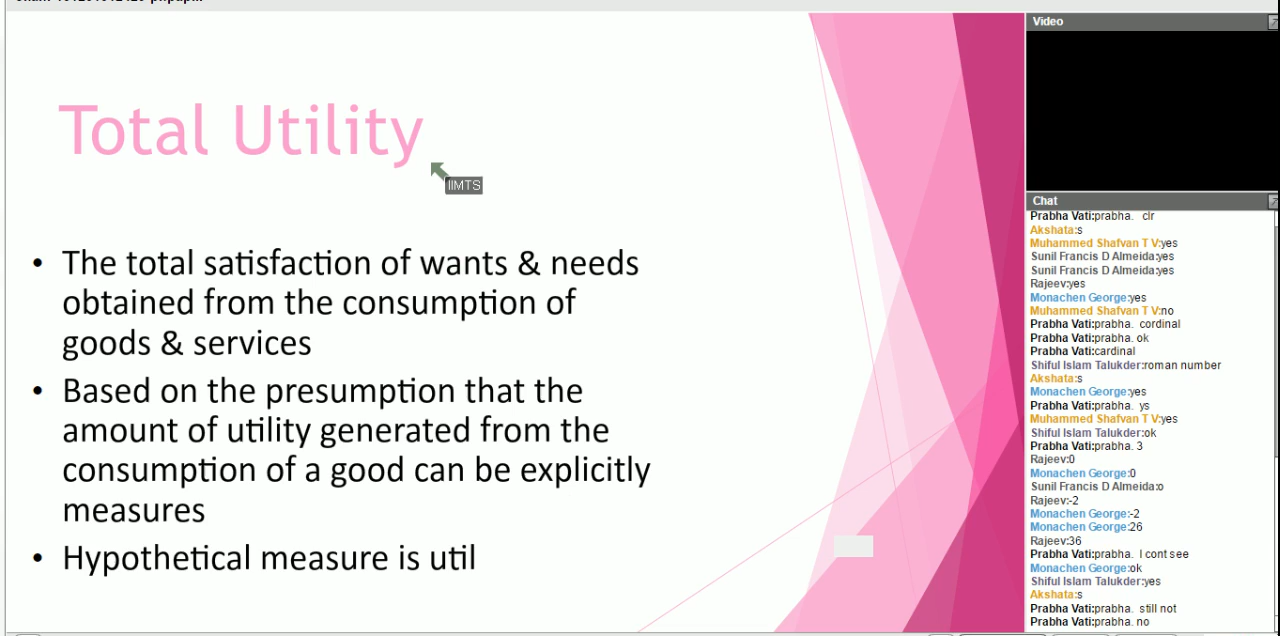 Total Utility
IIMTS
• The total satisfaction of wants & needs
obtained from the consumption of
goods & services
• Based on the presumption that the
amount of utility generated from the
consumption of a good can be explicitly
measures
• Hypothetical measure is util
Video
Chat
Prabha Vati:prabha. clr
Akshata:s
Muhammed Shafvan T V:yes
Sunil Francis D Almeida:yes
Sunil Francis D Almeida:yes
Rajeev:yes
Monachen George:yes
Muhammed Shafvan T V:no
Prabha Vati:prabha. cordinal
Prabha Vati:prabha. ok
Prabha Vati:cardinal
Shiful Islam Talukder:roman number
Akshata:s
Monachen George:yes
Prabha Vati:prabha. ys
Muhammed Shafvan T V:yes
Shiful Islam Talukder:ok
Prabha Vati:prabha. 3
Rajeev:0
Monachen George:0
Sunil Francis D Almeida:o
Rajeev:-2
Monachen George:-2
Monachen George:26
Rajeev:36
Prabha Vati:prabha. I cont see
Monachen George:ok
Shiful Islam Talukder:yes
Akshata:s
Prabha Vati:prabha. still not
Prabha Vati:prabha. no